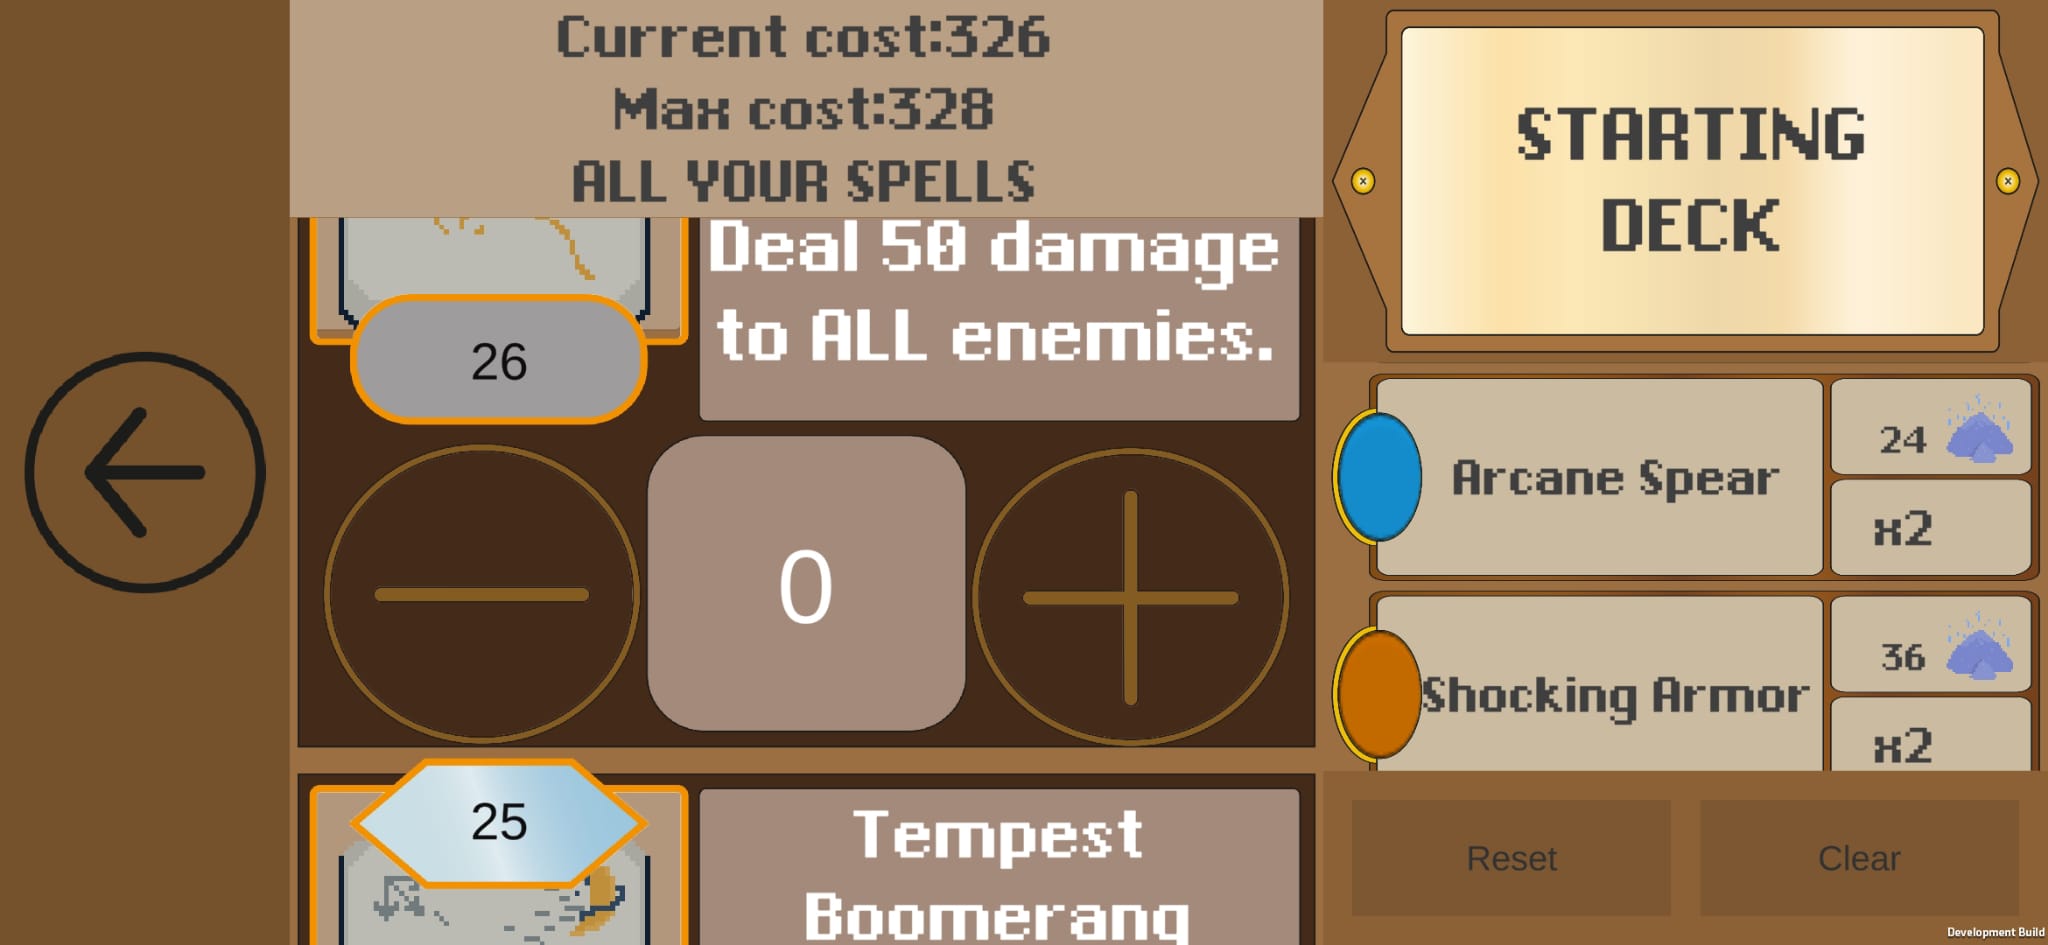 Current cost:326
Max cost:328
ALL YOUR SPELLS
Deal 50 damage
to ALL enemies.
26
0
25
Tempest
Boomerang
STARTING
DECK
Arcane Spear
24
x2
Shocking Armor
36
x2
Reset
Clear
Development Build